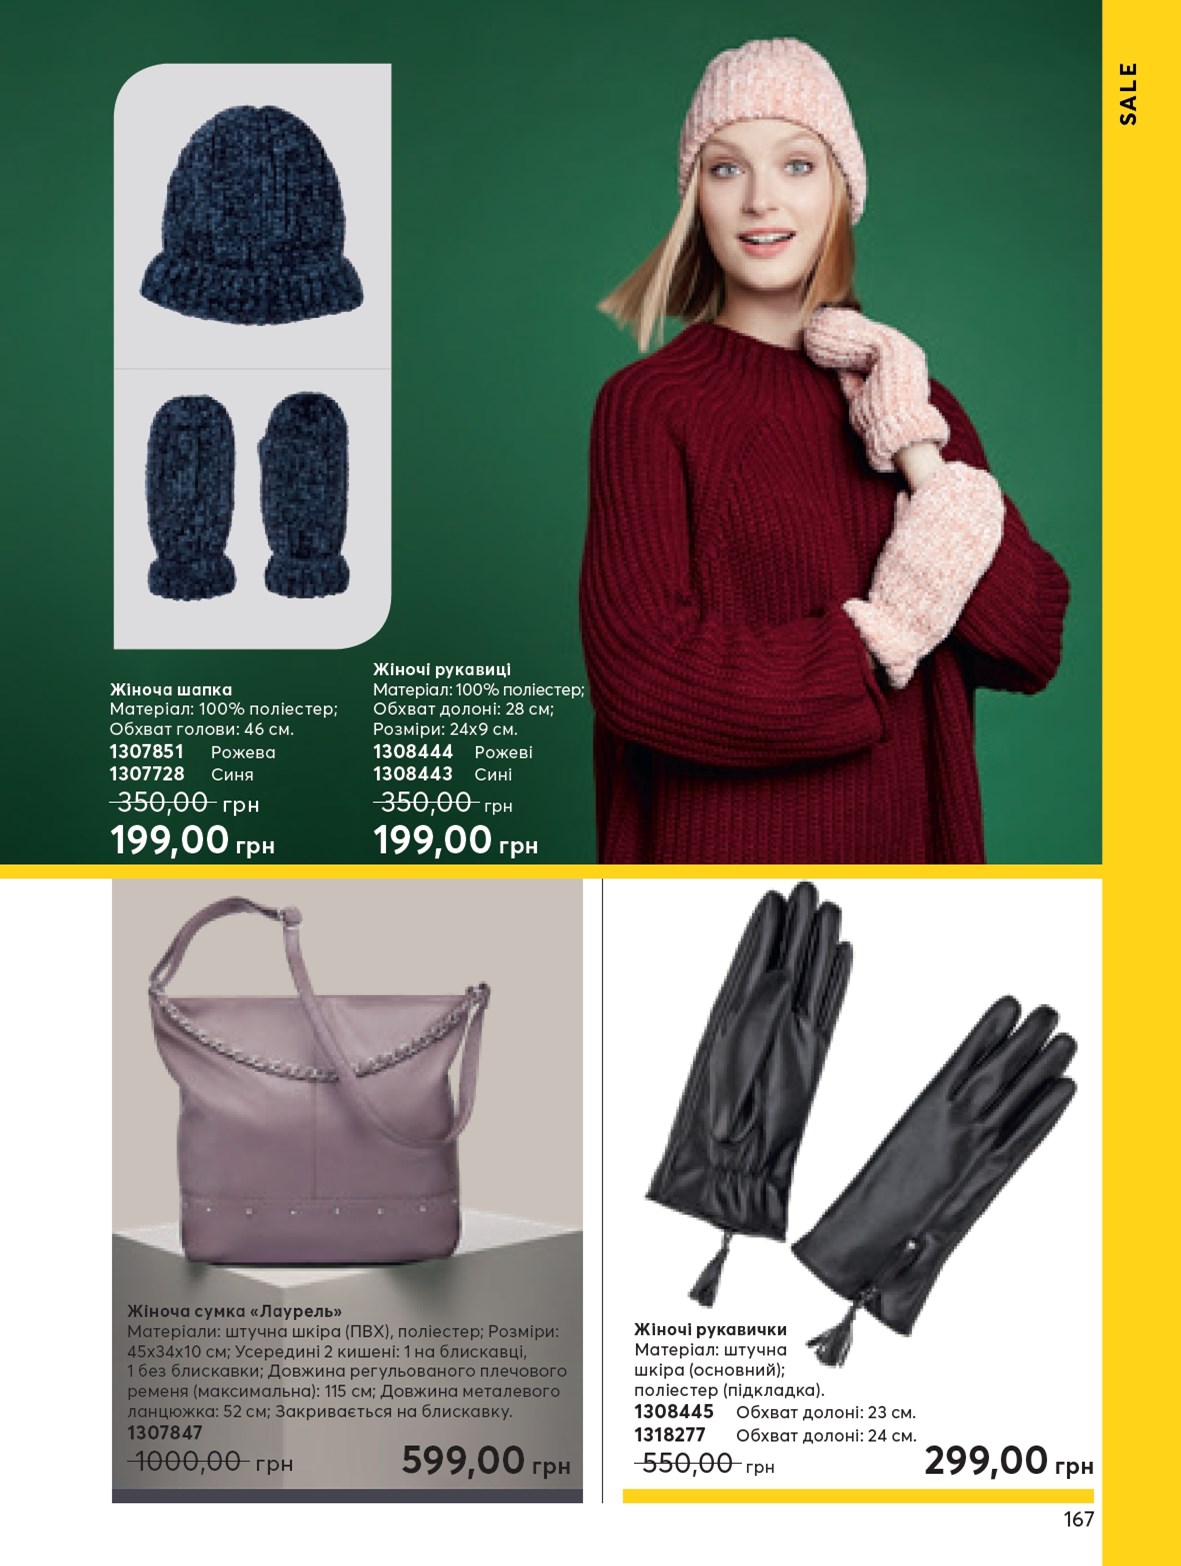 SALE
Жіноча шапка
Матеріал: 100% поліестер;
Обхват голови: 46 см.
1307851 Рожева
1307728 Синя
350,00 грн
199,00 грн
Жіночі рукавиці
Матеріал: 100% поліестер;
Обхват долоні: 28 см;
Розміри: 24х9 см.
1308444 Рожеві
1308443 Сині
350,00 грн
199,00 грн
Жіноча сумка «Лаурель»
Матеріали: штучна шкіра (ПВХ), поліестер; Розміри:
45х34х10 см; Усередині 2 кишені: 1 на блискавці,
1 без блискавки; Довжина регульованого плечового
ременя (максимальна): 115 см; Довжина металевого
ланцюжка: 52 см; Закривається на блискавку.
1307847
1000,00 грн
599,00 грн
Жіночі рукавички
Матеріал: штучна
шкіра (основний);
поліестер (підкладка).
1308445 Обхват долоні: 23 см.
1318277 Обхват долоні: 24 см.
550,00 грн
299,00 грн
167